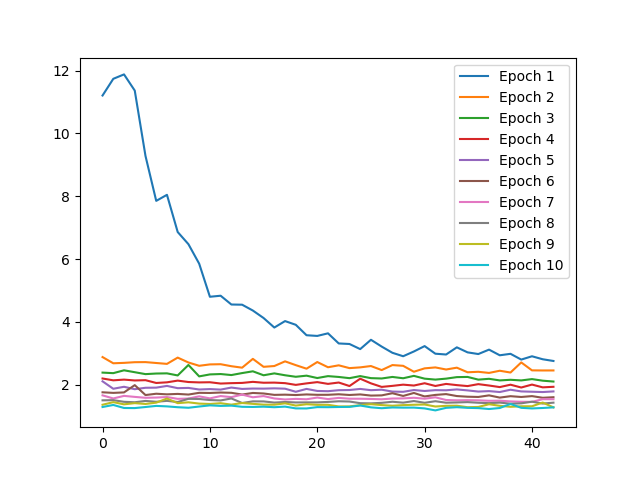 12
10
8
6
4
2
0
10
20
30
40
Epoch 1
Epoch 2
Epoch 3
Epoch 4
Epoch 5
Epoch 6
Epoch 7
Epoch 8
Epoch 9
Epoch 10